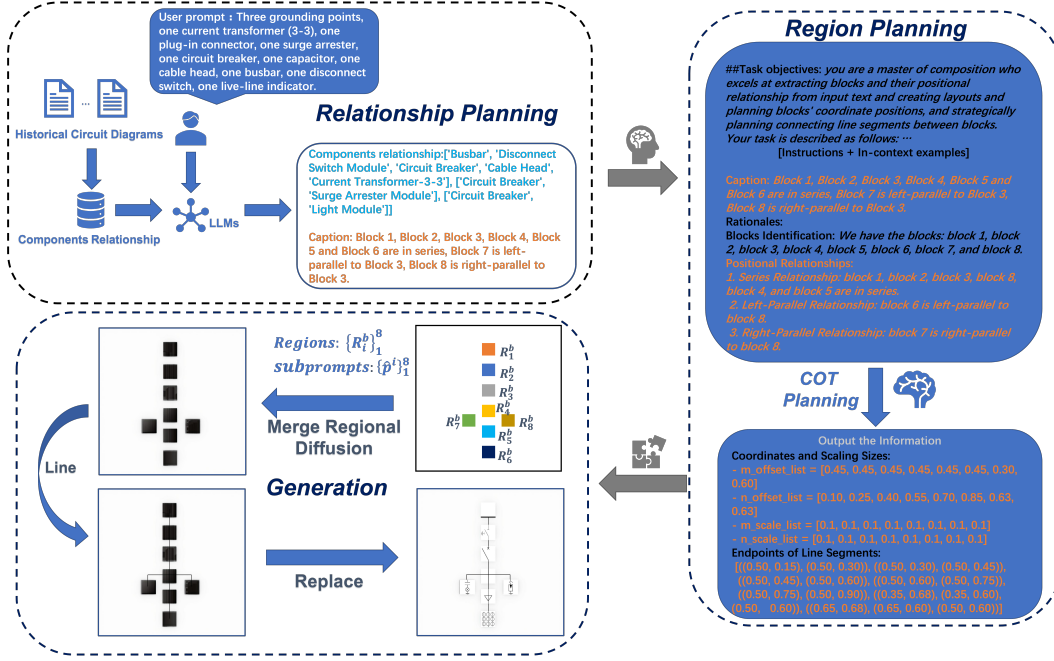 User prompt : Three grounding points,
one current transformer (3-3), one
plug-in connector, one surge arrester,
one circuit breaker, one capacitor, one
cable head, one busbar, one disconnect
switch, one live-line indicator.
...
Historical Circuit Diagrams
Components Relationship
LLMs
Relationship Planning
Components relationship:['Busbar', 'Disconnect
Switch Module', 'Circuit Breaker', 'Cable Head',
'Current Transformer-3-3'], ['Circuit Breaker',
'Surge Arrester Module'], ['Circuit Breaker',
'Light Module']]
Caption: Block 1, Block 2, Block 3, Block 4, Block
5 and Block 6 are in series, Block 7 is left-
parallel to Block 3, Block 8 is right-parallel to
Block 3.
Region Planning
##Task objectives: you are a master of composition who
excels at extracting blocks and their positional
relationship from input text and creating layouts and
planning blocks' coordinate positions, and strategically
planning connecting line segments between blocks.
Your task is described as follows: ···
[Instructions + In-context examples]
Caption: Block 1, Block 2, Block 3, Block 4, Block 5 and
Block 6 are in series, Block 7 is left-parallel to Block 3,
Block 8 is right-parallel to Block 3.
Rationales:
Blocks Identification: We have the blocks: block 1, block
2, block 3, block 4, block 5, block 6, block 7, and block 8.
Positional Relationships:
1. Series Relationship: block 1, block 2, block 3, block 8,
block 4, and block 5 are in series.
2. Left-Parallel Relationship: block 6 is left-parallel to
block 8.
3. Right-Parallel Relationship: block 7 is right-parallel
to block 8.
COT
Planning
Output the Information
Coordinates and Scaling Sizes:
- m_offset_list = [0.45, 0.45, 0.45, 0.45, 0.45, 0.45, 0.30,
0.60]
- n_offset_list = [0.10, 0.25, 0.40, 0.55, 0.70, 0.85, 0.63,
0.63]
- m_scale_list = [0.1, 0.1, 0.1, 0.1, 0.1, 0.1, 0.1, 0.1]
- n_scale_list = [0.1, 0.1, 0.1, 0.1, 0.1, 0.1, 0.1, 0.1]
Endpoints of Line Segments:
[((0.50, 0.15), (0.50, 0.30)), ((0.50, 0.30), (0.50, 0.45)),
((0.50, 0.45), (0.50, 0.60)), ((0.50, 0.60), (0.50, 0.75)),
((0.50, 0.75), (0.50, 0.90)), ((0.35, 0.68), (0.35, 0.60),
(0.50, 0.60)), ((0.65, 0.68), (0.65, 0.60), (0.50, 0.60))]
Regions: {R_i^b}_1^8
subprompts: {p̂^i}_1^8
Merge Regional
Diffusion
R_1^b
R_2^b
R_3^b
R_4^b
R_7^b
R_8^b
R_5^b
R_6^b
Line
Generation
Replace